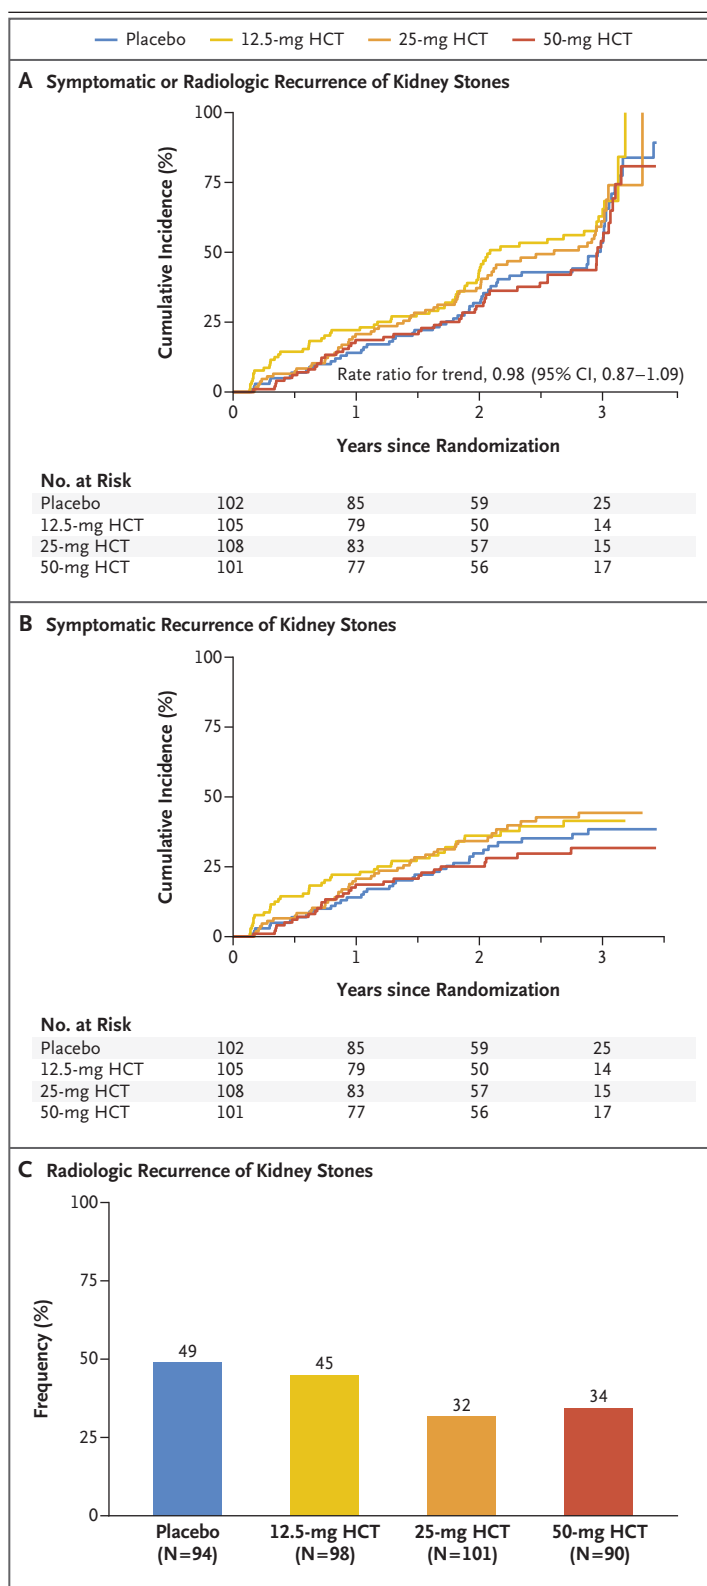 Placebo 12.5-mg HCT 25-mg HCT 50-mg HCT
A Symptomatic or Radiologic Recurrence of Kidney Stones
Cumulative Incidence (%)
100
75
50
25
0
Rate ratio for trend, 0.98 (95% CI, 0.87–1.09)
0 1 2 3
Years since Randomization
No. at Risk
Placebo 102 85 59 25
12.5-mg HCT 105 79 50 14
25-mg HCT 108 83 57 15
50-mg HCT 101 77 56 17
B Symptomatic Recurrence of Kidney Stones
Cumulative Incidence (%)
100
75
50
25
0
0 1 2 3
Years since Randomization
No. at Risk
Placebo 102 85 59 25
12.5-mg HCT 105 79 50 14
25-mg HCT 108 83 57 15
50-mg HCT 101 77 56 17
C Radiologic Recurrence of Kidney Stones
Frequency (%)
100
75
50
25
0
49 45 32 34
Placebo 12.5-mg HCT 25-mg HCT 50-mg HCT
(N=94) (N=98) (N=101) (N=90)